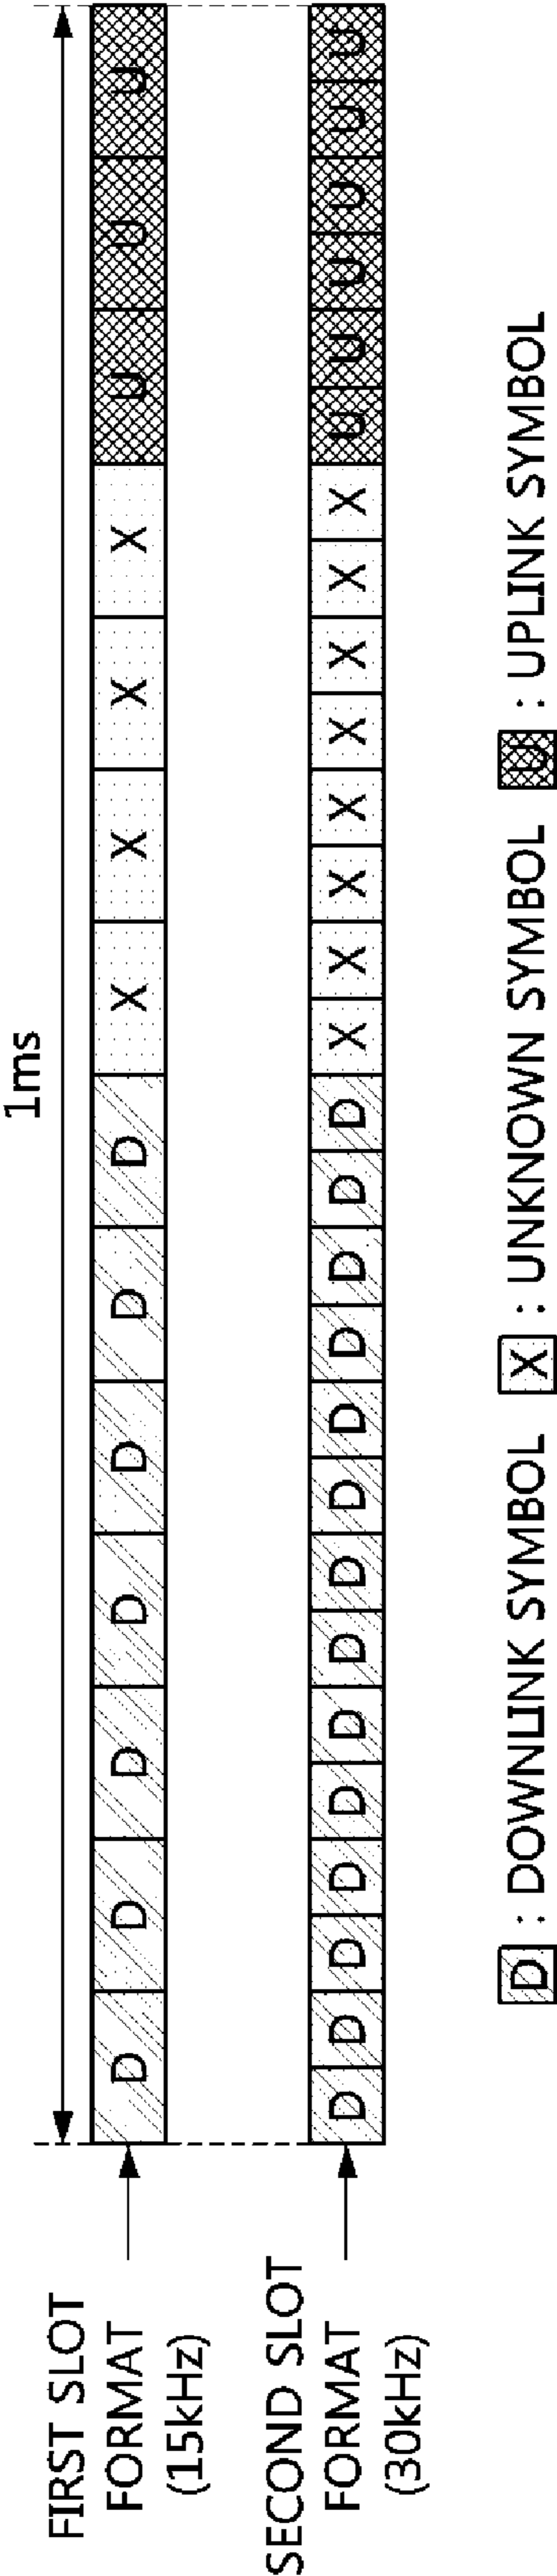 1ms
FIRST SLOT
FORMAT
(15kHz)
D D D D D D D X X X X U U U
SECOND SLOT
FORMAT
(30kHz)
D D D D D D D D D D D D D D X X X X X X X X U U U U U U
D : DOWNLINK SYMBOL X : UNKNOWN SYMBOL U : UPLINK SYMBOL